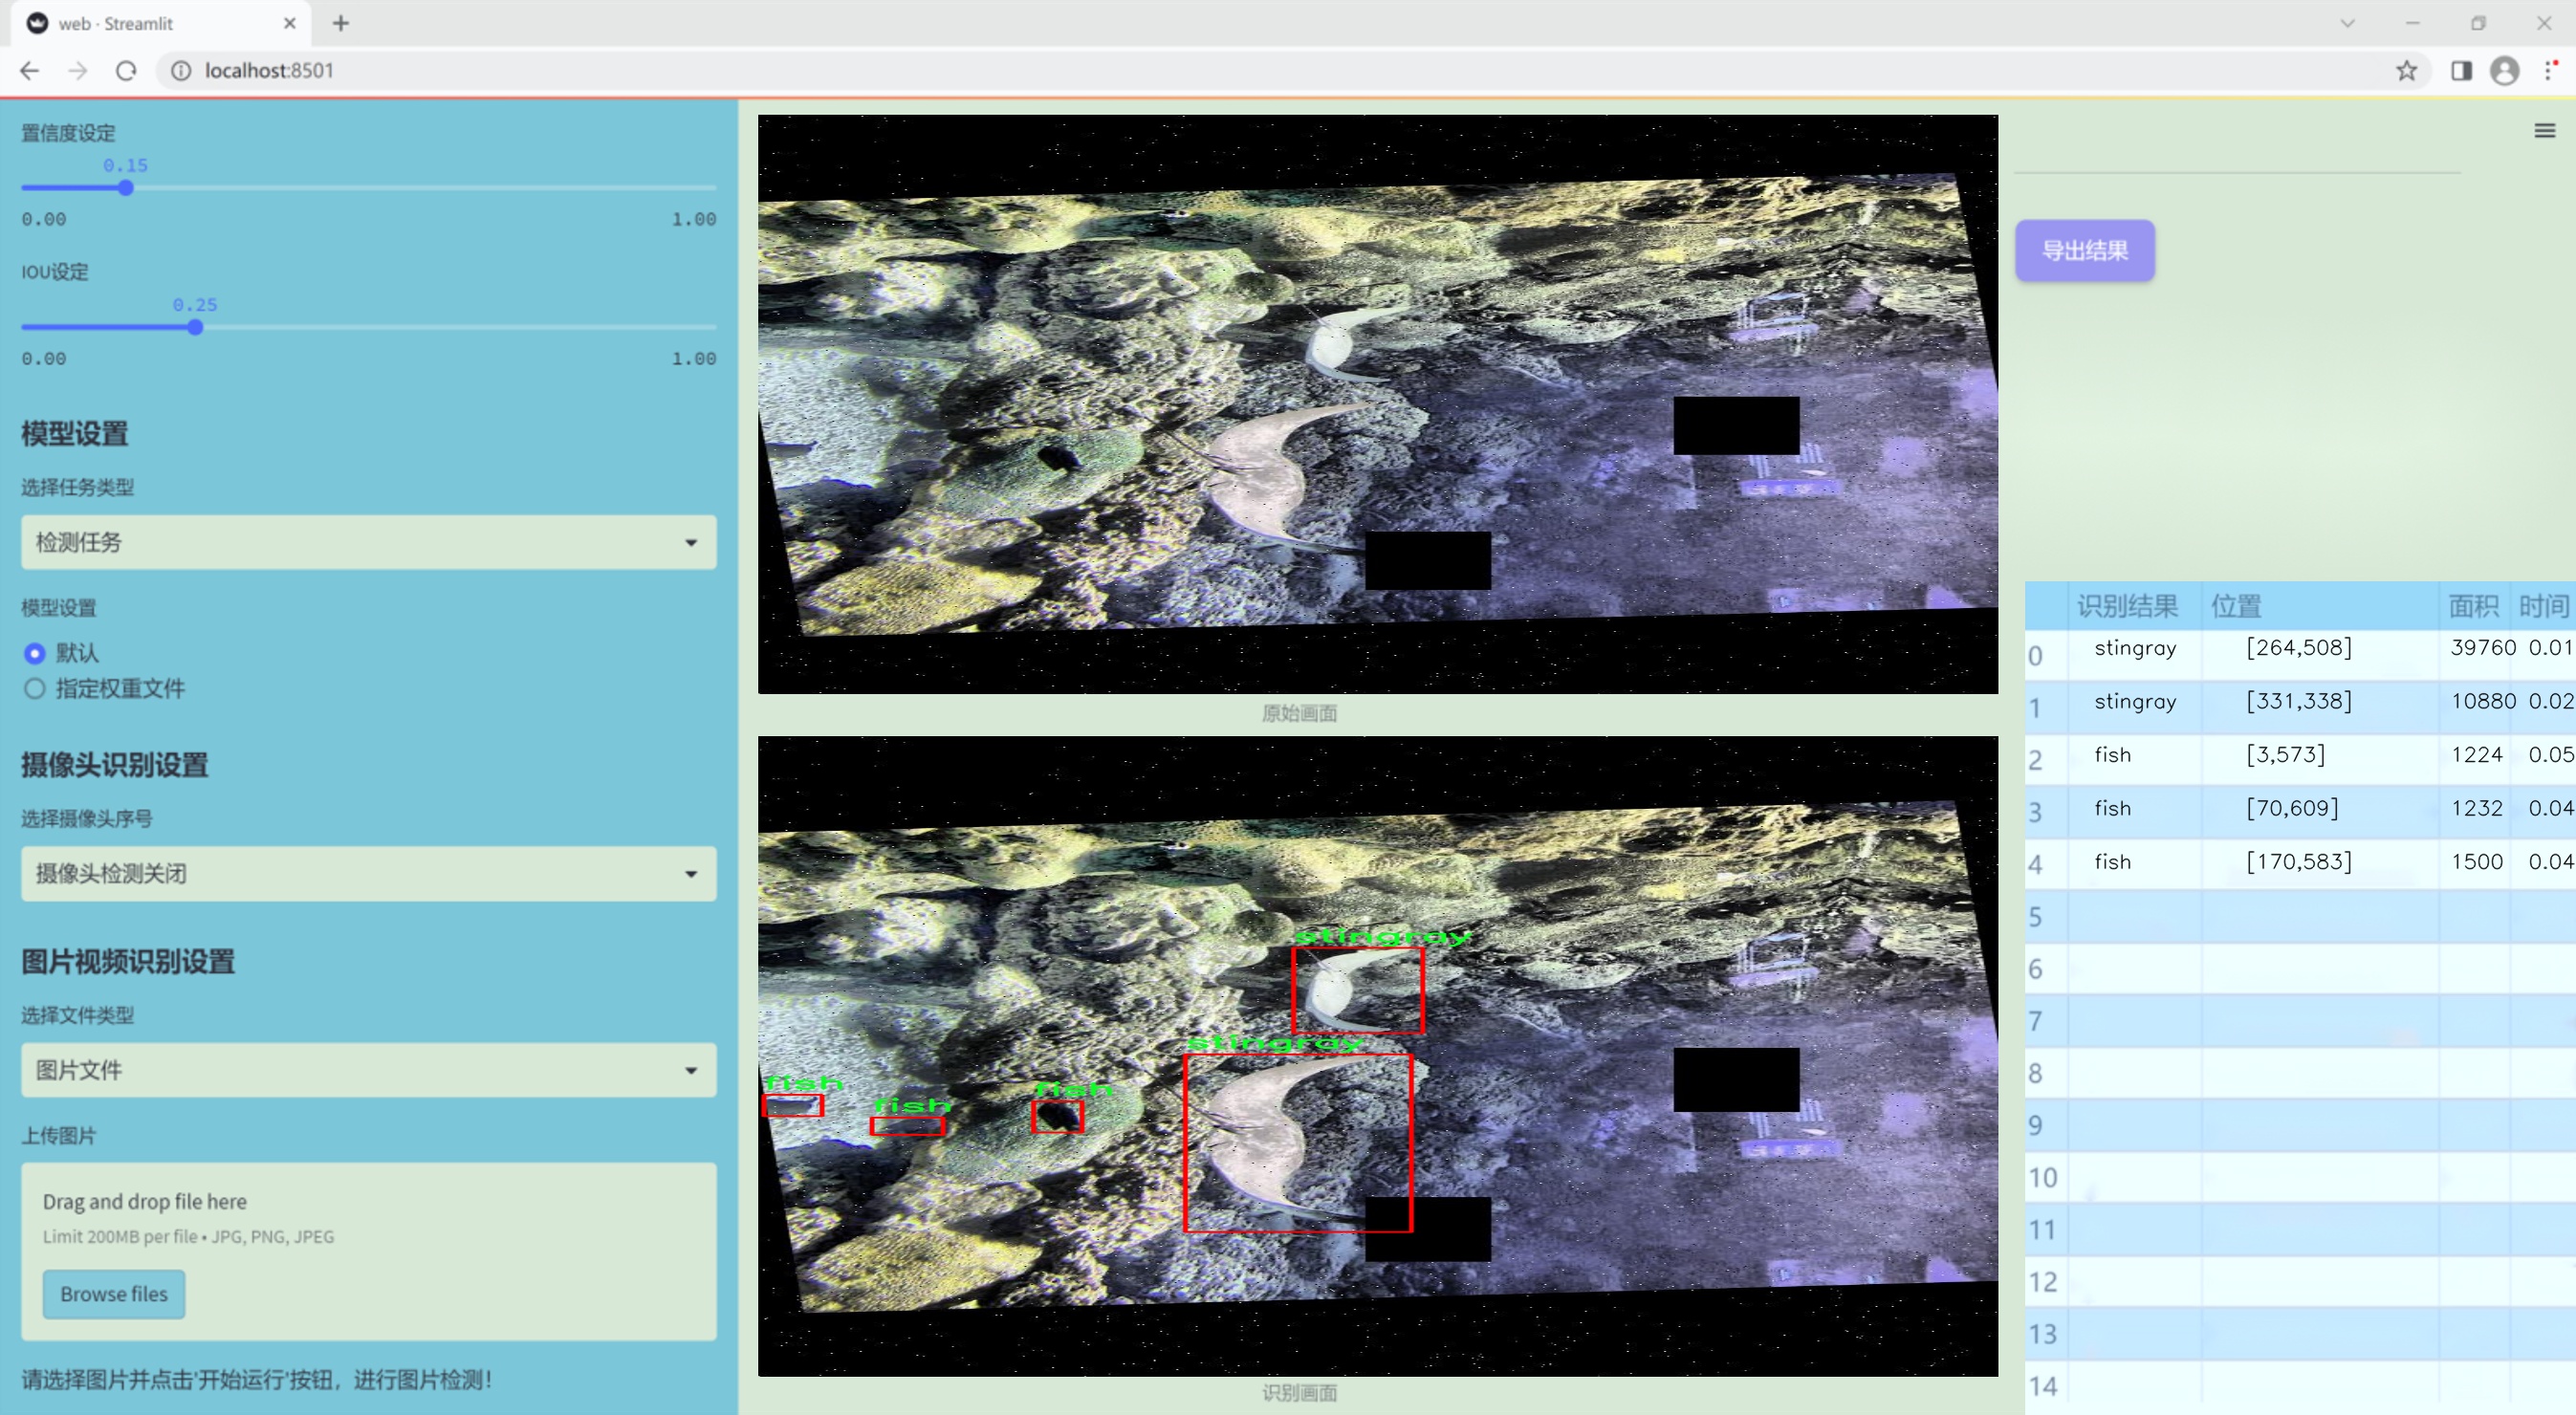 web · Streamlit
localhost:8501
置信度设定
0.15
0.00 1.00
IOU设定
0.25
0.00 1.00
模型设置
选择任务类型
检测任务
模型设置
默认
指定权重文件
摄像头识别设置
选择摄像头序号
摄像头检测关闭
图片视频识别设置
选择文件类型
图片文件
上传图片
Drag and drop file here
Limit 200MB per file • JPG, PNG, JPEG
Browse files
请选择图片并点击'开始运行'按钮，进行图片检测！
原始画面
stingray
stingray
fish
fish
fish
识别画面
导出结果
识别结果 位置 面积 时间
0 stingray [264,508] 39760 0.01
1 stingray [331,338] 10880 0.02
2 fish [3,573] 1224 0.05
3 fish [70,609] 1232 0.04
4 fish [170,583] 1500 0.04
5
6
7
8
9
10
11
12
13
14